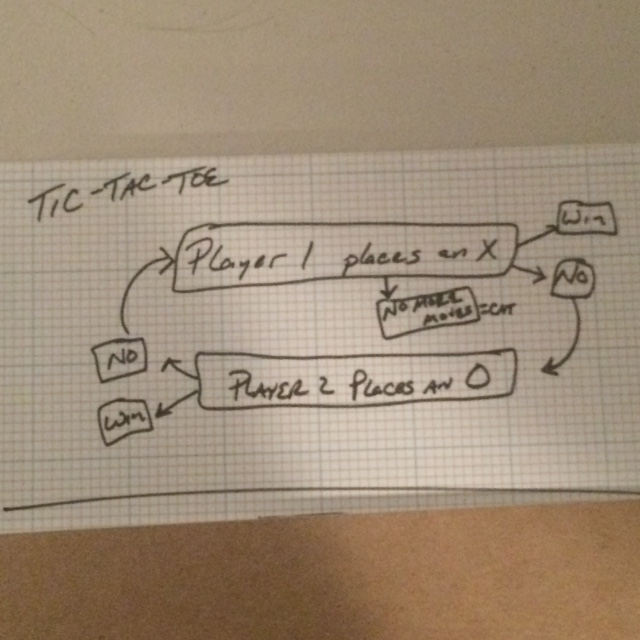 TIC-TAC-TOE
Player 1 places an X
Win
NO
NO MORE
moves
=CAT
NO
PLAYER 2 PLACES AN O
Win